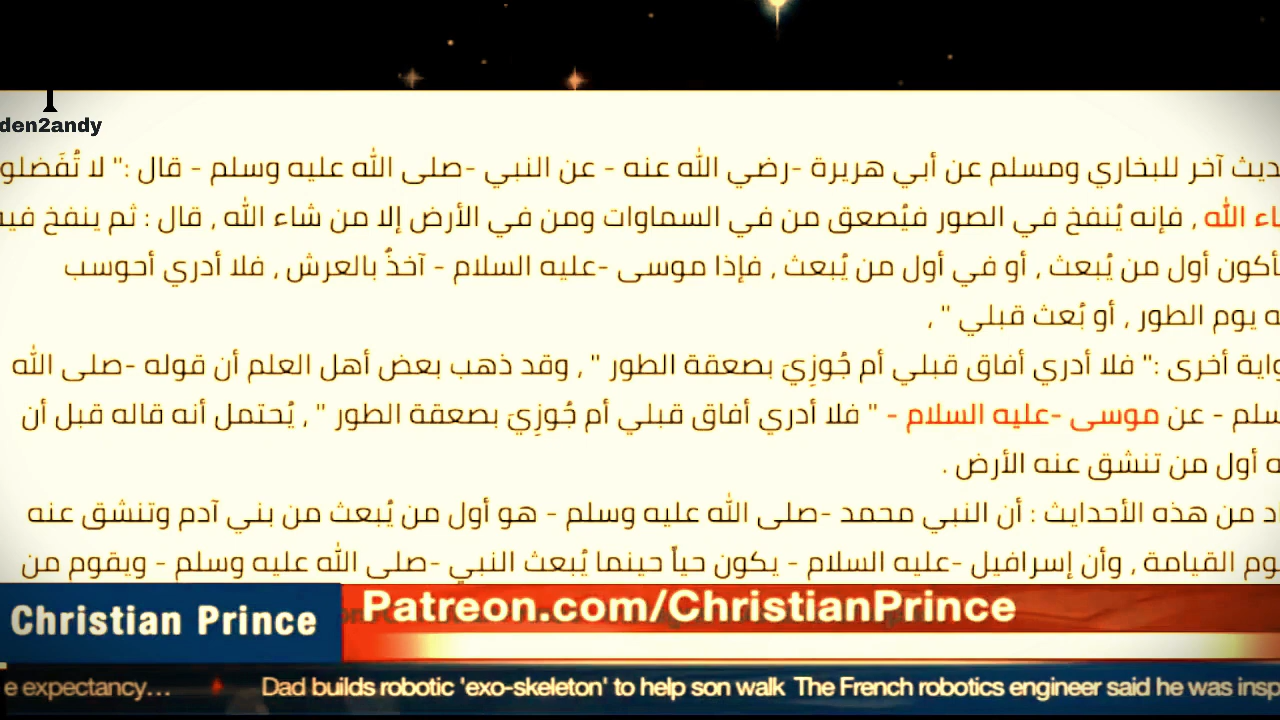 den2andy
ديث آخر للبخاري ومسلم عن أبي هريرة -رضي الله عنه - عن النبي -صلى الله عليه وسلم - قال :" لا تُفَضلو
اء الله , فإنه يُنفخ في الصور فيُصعق من في السماوات ومن في الأرض إلا من شاء الله , قال : ثم ينفخ فيه
أكون أول من يُبعث , أو في أول من يُبعث , فإذا موسى -عليه السلام - آخذٌ بالعرش , فلا أدري أحوسب
ه يوم الطور , أو بُعث قبلي " ,
واية أخرى :" فلا أدري أفاق قبلي أم جُوزِيَ بصعقة الطور " , وقد ذهب بعض أهل العلم أن قوله -صلى الله
سلم - عن موسى -عليه السلام - " فلا أدري أفاق قبلي أم جُوزِيَ بصعقة الطور " , يُحتمل أنه قاله قبل أن
ه أول من تنشق عنه الأرض .
د من هذه الأحدايث : أن النبي محمد -صلى الله عليه وسلم - هو أول من يُبعث من بني آدم وتنشق عنه
وم القيامة , وأن إسرافيل -عليه السلام - يكون حياً حينما يُبعث النبي -صلى الله عليه وسلم - ويقوم من
Christian Prince
Patreon.com/ChristianPrince
e expectancy... Dad builds robotic 'exo-skeleton' to help son walk The French robotics engineer said he was insp